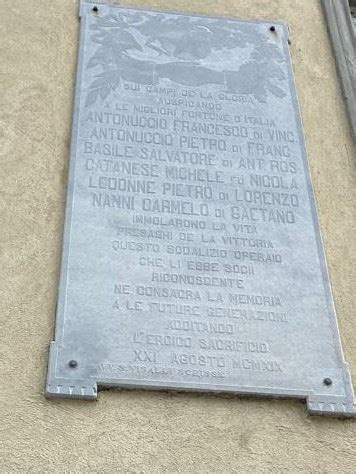 SUI CAMPI DE LA GLORIA
AUSPICANDO
A LE MIGLIORI FORTUNE D'ITALIA
ANTONUCCIO FRANCESCO DI VINC.
ANTONUCCIO PIETRO DI FRANC.
BASILE SALVATORE DI ANT. ROS.
CATANESE MICHELE FU NICOLA
LEDONNE PIETRO DI LORENZO
NANNI CARMELO DI GAETANO
IMMOLARONO LA VITA
PRESAGHI DE LA VITTORIA
QUESTO SODALIZIO OPERAIO
CHE LI EBBE SOCII
RICONOSCENTE
NE CONSACRA LA MEMORIA
A LE FUTURE GENERAZIONI
ADDITANDO
L'EROICO SACRIFICIO
XXI AGOSTO MCMXIX